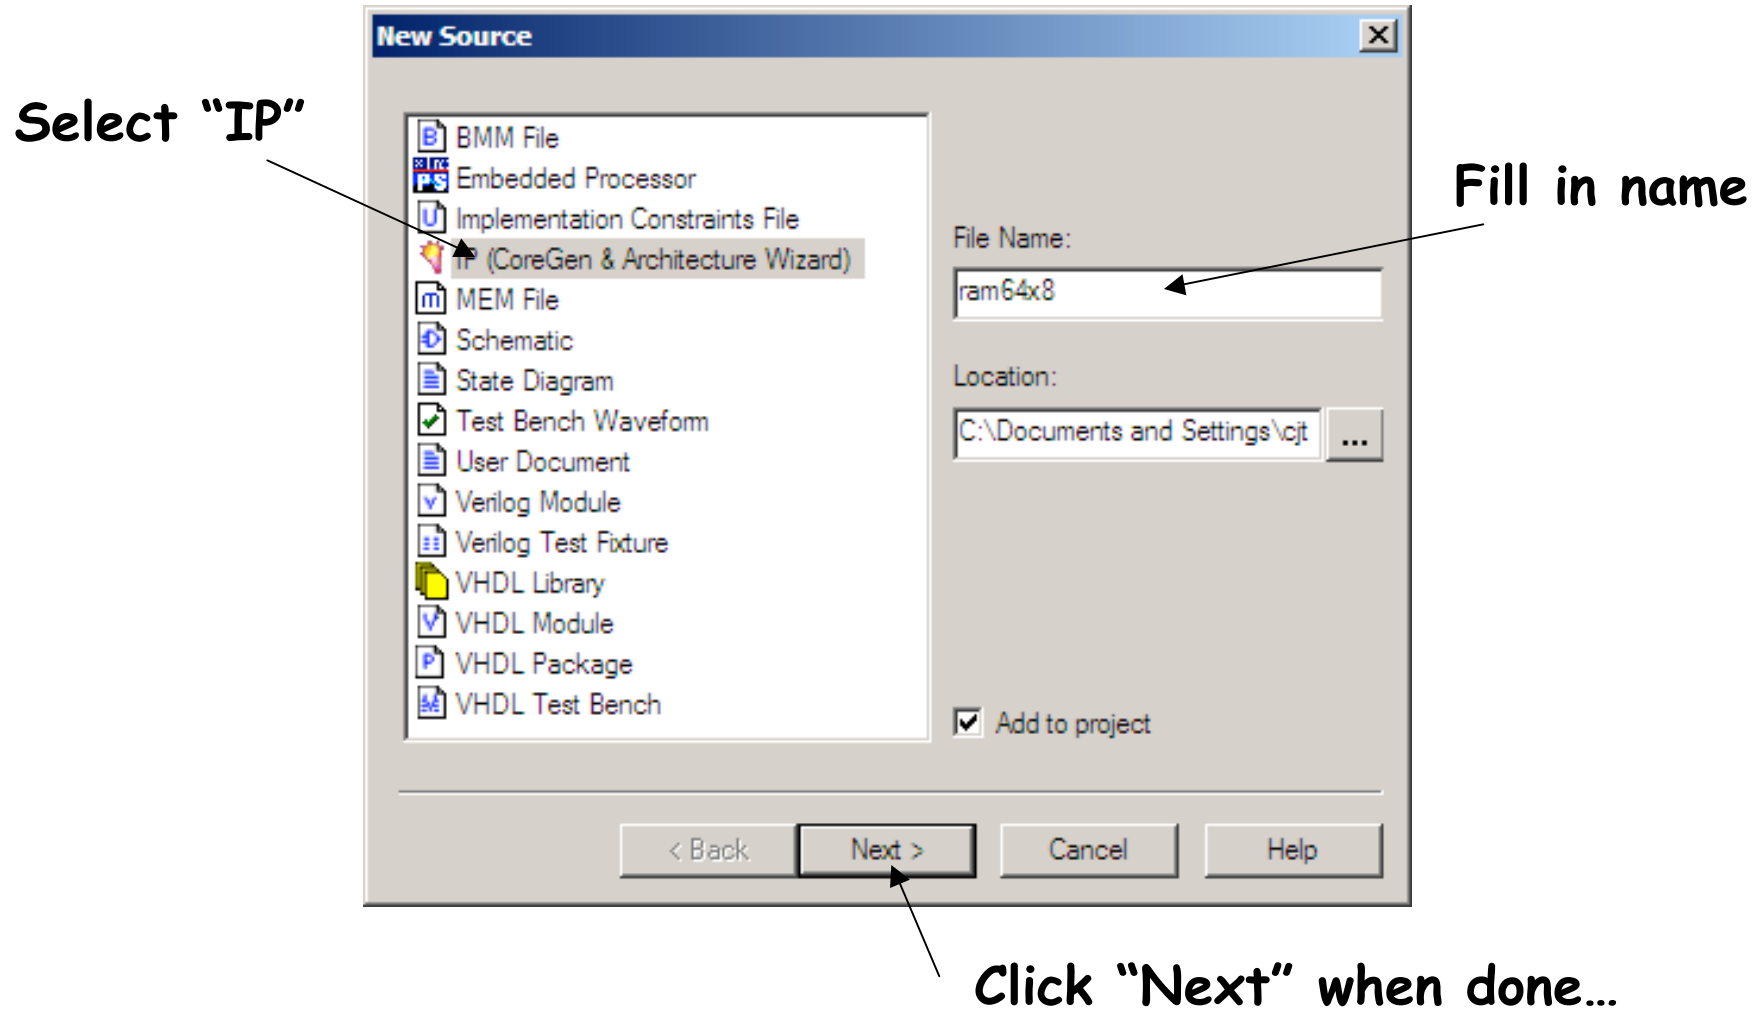 New Source
Select “IP”
BMM File
Embedded Processor
Implementation Constraints File
IP (CoreGen & Architecture Wizard)
MEM File
Schematic
State Diagram
Test Bench Waveform
User Document
Verilog Module
Verilog Test Fixture
VHDL Library
VHDL Module
VHDL Package
VHDL Test Bench
Fill in name
File Name:
ram64x8
Location:
C:\Documents and Settings\cjt
...
Add to project
< Back
Next >
Cancel
Help
Click “Next” when done…